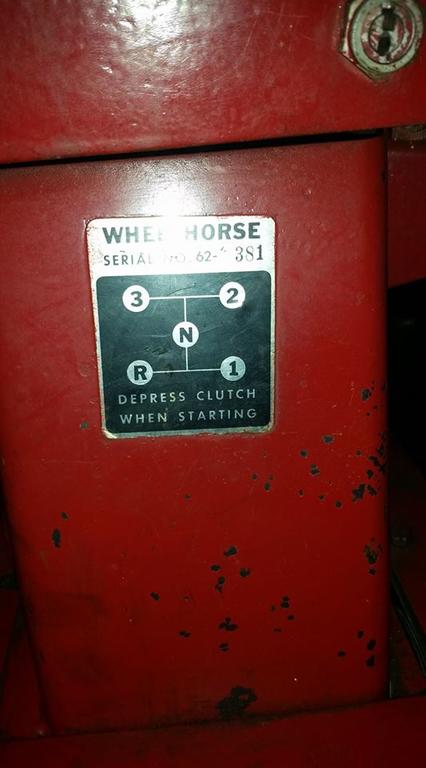 WHEEL HORSE
SERIAL NO. 62- 381
3 2
N
R 1
DEPRESS CLUTCH
WHEN STARTING